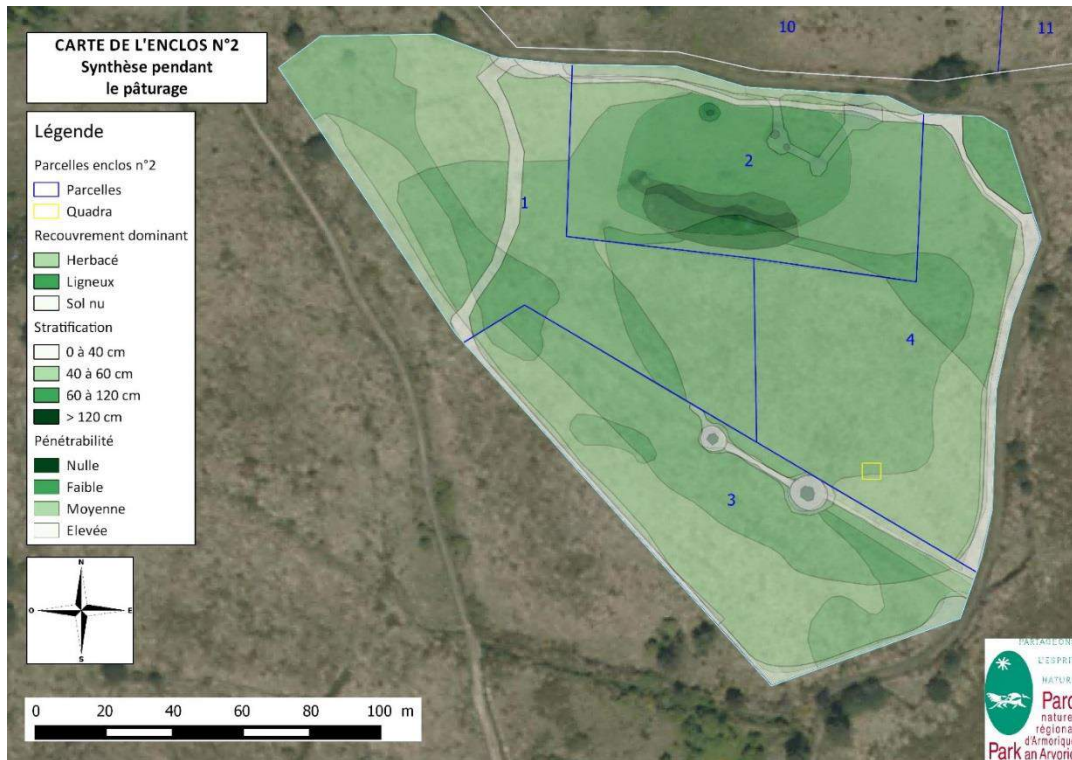 CARTE DE L'ENCLOS N°2
Synthèse pendant
le pâturage
Légende
Parcelles enclos n°2
Parcelles
Quadra
Recouvrement dominant
Herbacé
Ligneux
Sol nu
Stratification
0 à 40 cm
40 à 60 cm
60 à 120 cm
> 120 cm
Pénétrabilité
Nulle
Faible
Moyenne
Elevée
N
O E
S
0 20 40 60 80 100 m
10
11
2
1
4
3
PARTAGEONS
L'ESPRIT
NATURE
Parc
naturel
régional
d'Armorique
Park an Arvorig